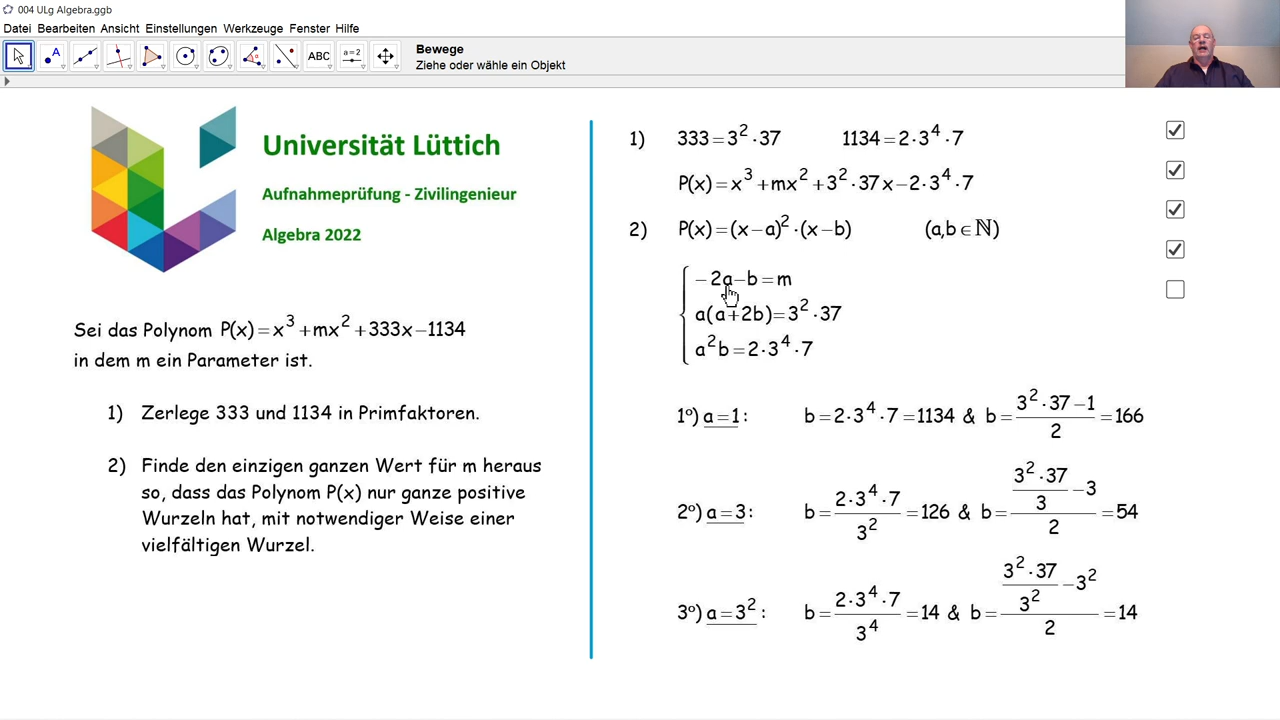 004 ULg Algebra.ggb
Datei Bearbeiten Ansicht Einstellungen Werkzeuge Fenster Hilfe
A
ABC
a=2
Bewege
Ziehe oder wähle ein Objekt
Universität Lüttich
Aufnahmeprüfung - Zivilingenieur
Algebra 2022
Sei das Polynom P(x)=x³+mx²+333x−1134
in dem m ein Parameter ist.
1) Zerlege 333 und 1134 in Primfaktoren.
2) Finde den einzigen ganzen Wert für m heraus
so, dass das Polynom P(x) nur ganze positive
Wurzeln hat, mit notwendiger Weise einer
vielfältigen Wurzel.
1) 333=3²·37 1134=2·3⁴·7
P(x)=x³+mx²+3²·37x−2·3⁴·7
2) P(x)=(x−a)²·(x−b) (a,b∈ℕ)
−2a−b=m
a(a+2b)=3²·37
a²b=2·3⁴·7
1°) a=1: b=2·3⁴·7=1134 & b=(3²·37−1)/2=166
2°) a=3: b=(2·3⁴·7)/3²=126 & b=((3²·37)/3−3)/2=54
3°) a=3²: b=(2·3⁴·7)/3⁴=14 & b=((3²·37)/3²−3²)/2=14